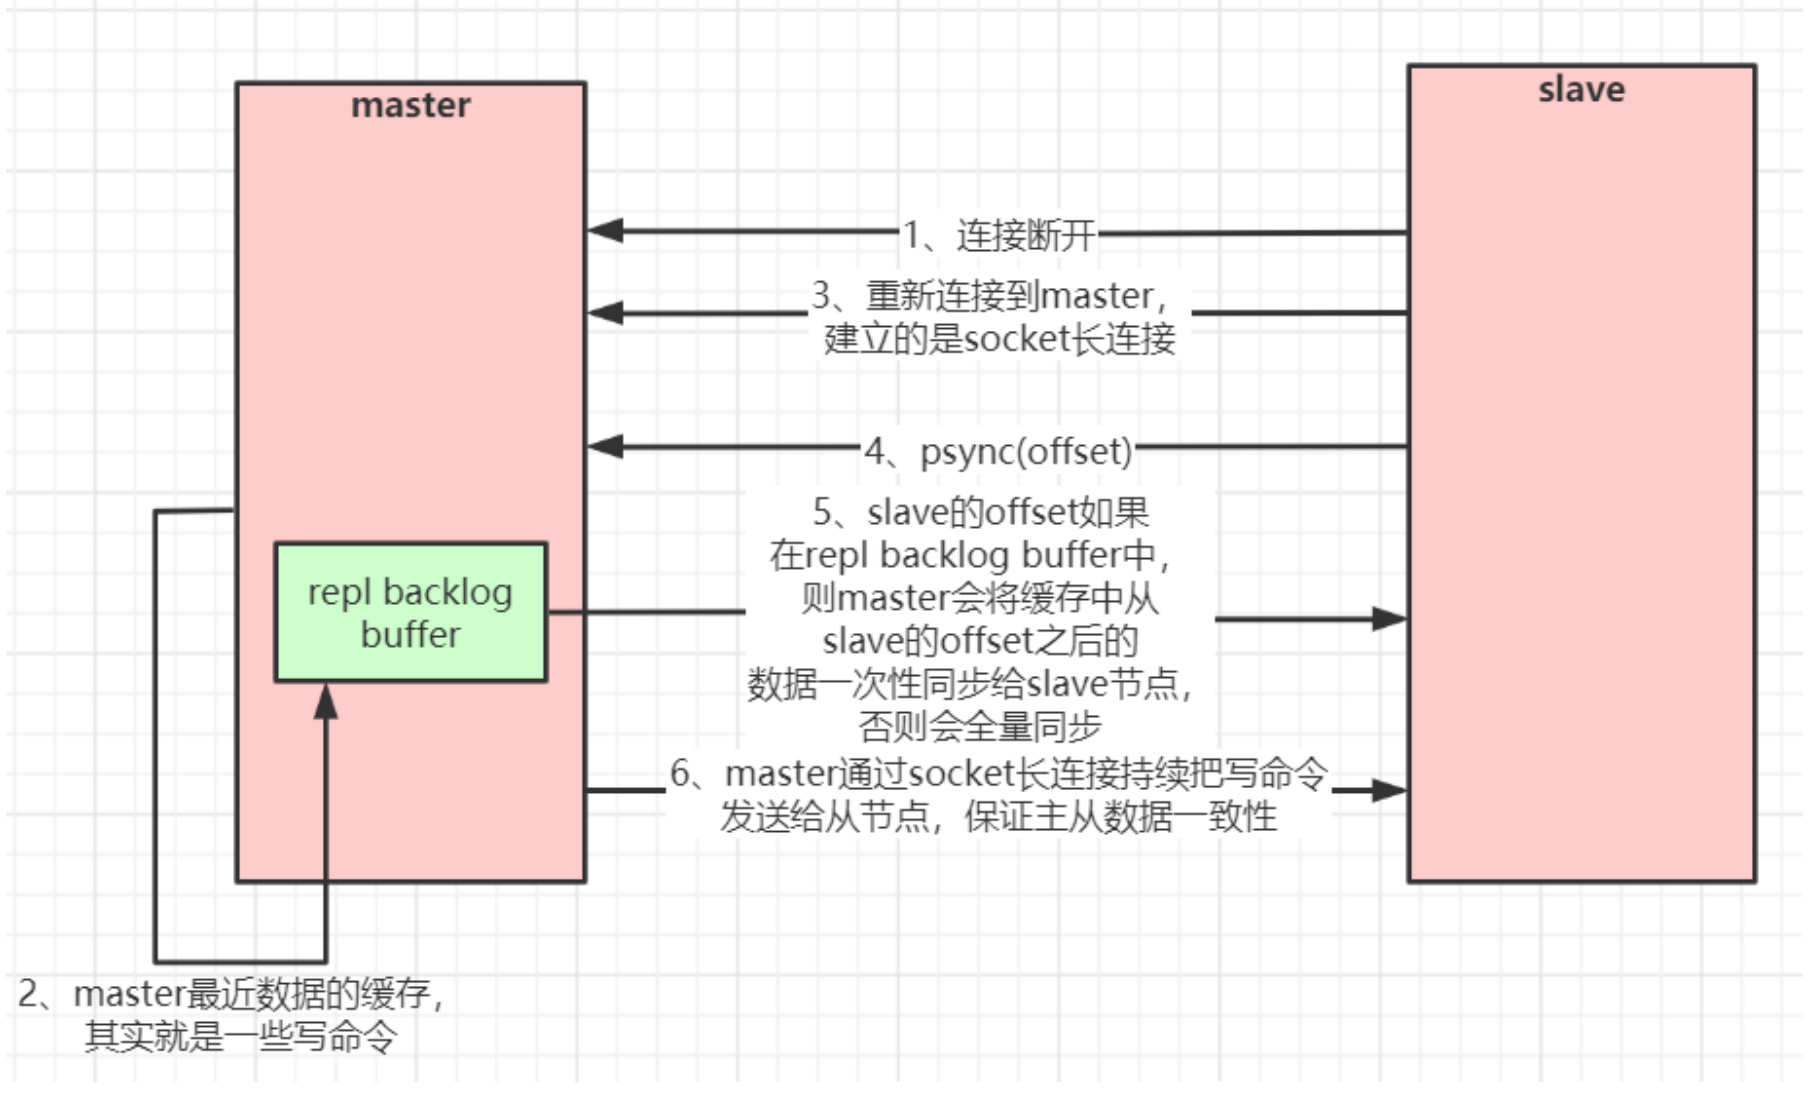 master
slave
1、连接断开
3、重新连接到master，
建立的是socket长连接
4、psync(offset)
5、slave的offset如果
在repl backlog buffer中，
则master会将缓存中从
slave的offset之后的
数据一次性同步给slave节点，
否则会全量同步
repl backlog
buffer
6、master通过socket长连接持续把写命令
发送给从节点，保证主从数据一致性
2、master最近数据的缓存，
其实就是一些写命令